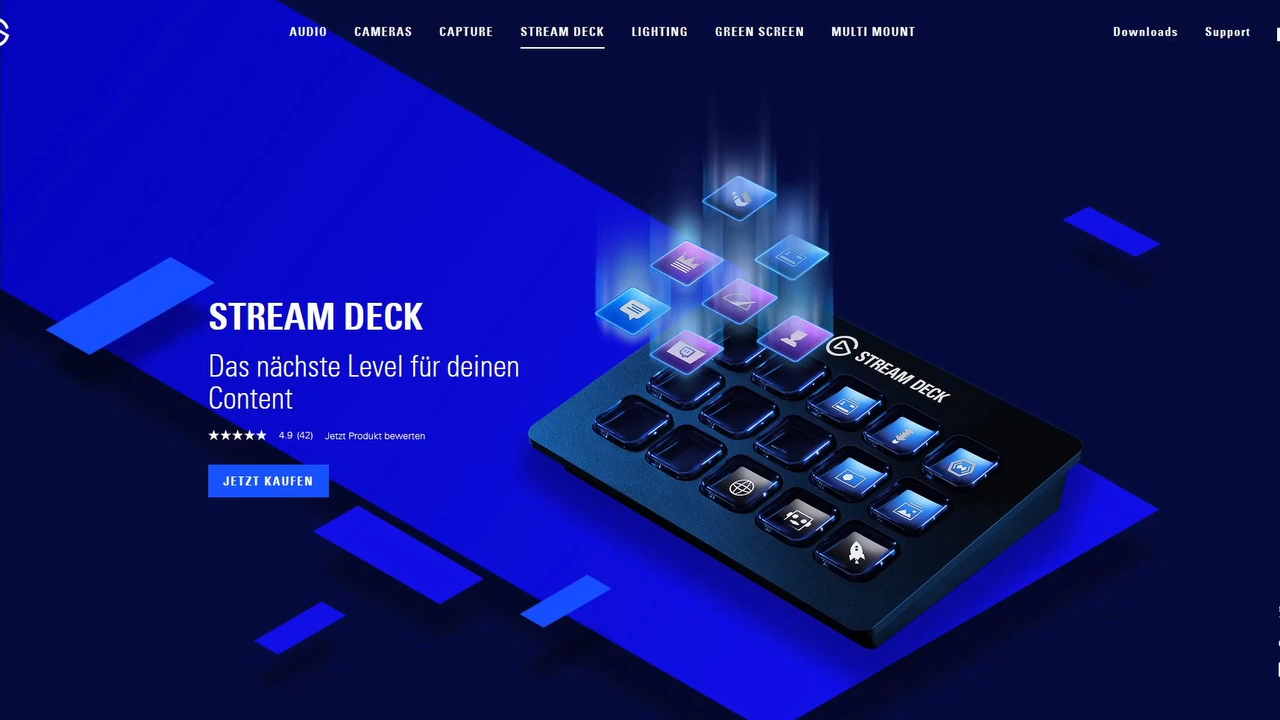 AUDIO CAMERAS CAPTURE STREAM DECK LIGHTING GREEN SCREEN MULTI MOUNT Downloads Support
STREAM DECK
STREAM DECK
Das nächste Level für deinen
Content
4.9 (42) Jetzt Produkt bewerten
JETZT KAUFEN